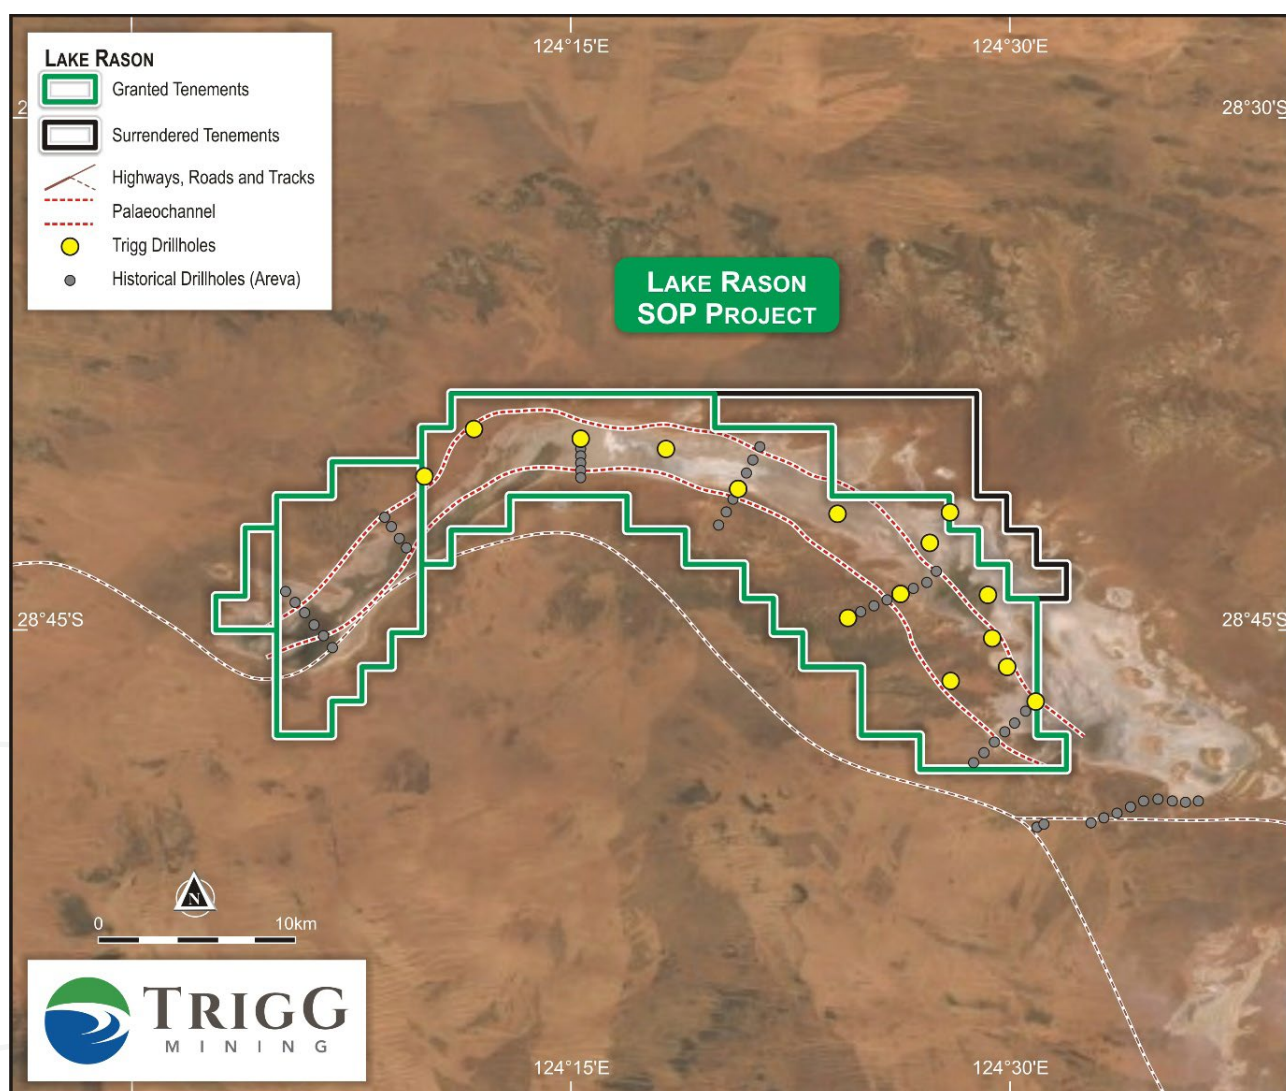 124°15'E
124°30'E
LAKE RASON
Granted Tenements
Surrendered Tenements
Highways, Roads and Tracks
Palaeochannel
Trigg Drillholes
Historical Drillholes (Areva)
28°30'S
LAKE RASON
SOP PROJECT
28°45'S
28°45'S
N
0
10km
TRIGG
MINING
124°15'E
124°30'E